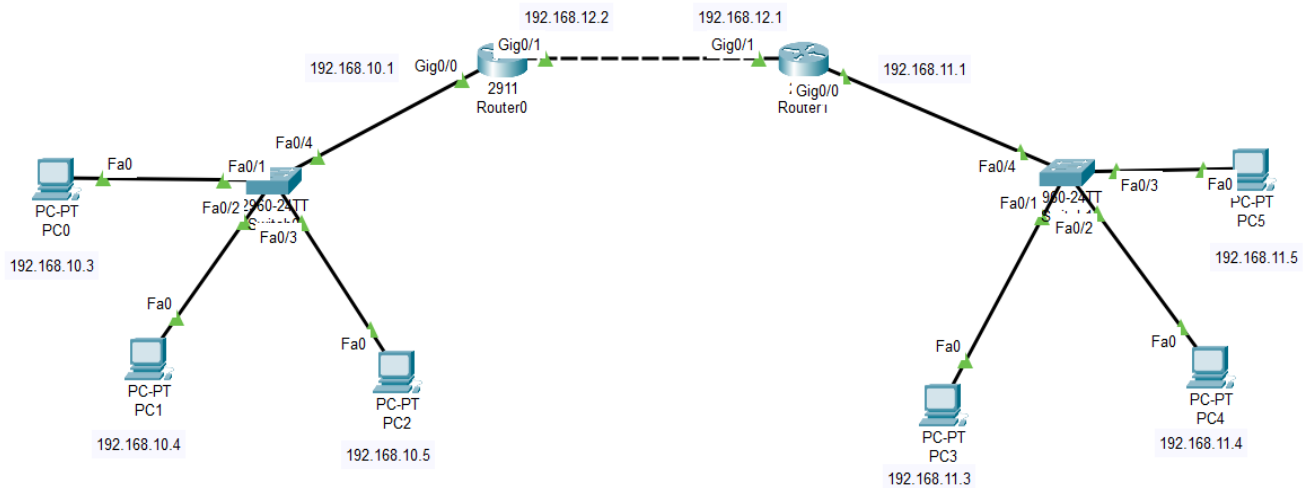 192.168.12.2
192.168.12.1
192.168.10.1
Gig0/0
Gig0/1
Gig0/1
192.168.11.1
2911
Router0
Gig0/0
Fa0/4
Fa0
Fa0/1
Fa0/2
Fa0/3
PC-PT
PC0
192.168.10.3
Fa0
PC-PT
PC1
192.168.10.4
Fa0
PC-PT
PC2
192.168.10.5
Fa0/4
Fa0/1
Fa0/2
Fa0/3
Fa0
PC-PT
PC5
192.168.11.5
Fa0
PC-PT
PC3
192.168.11.3
Fa0
PC-PT
PC4
192.168.11.4